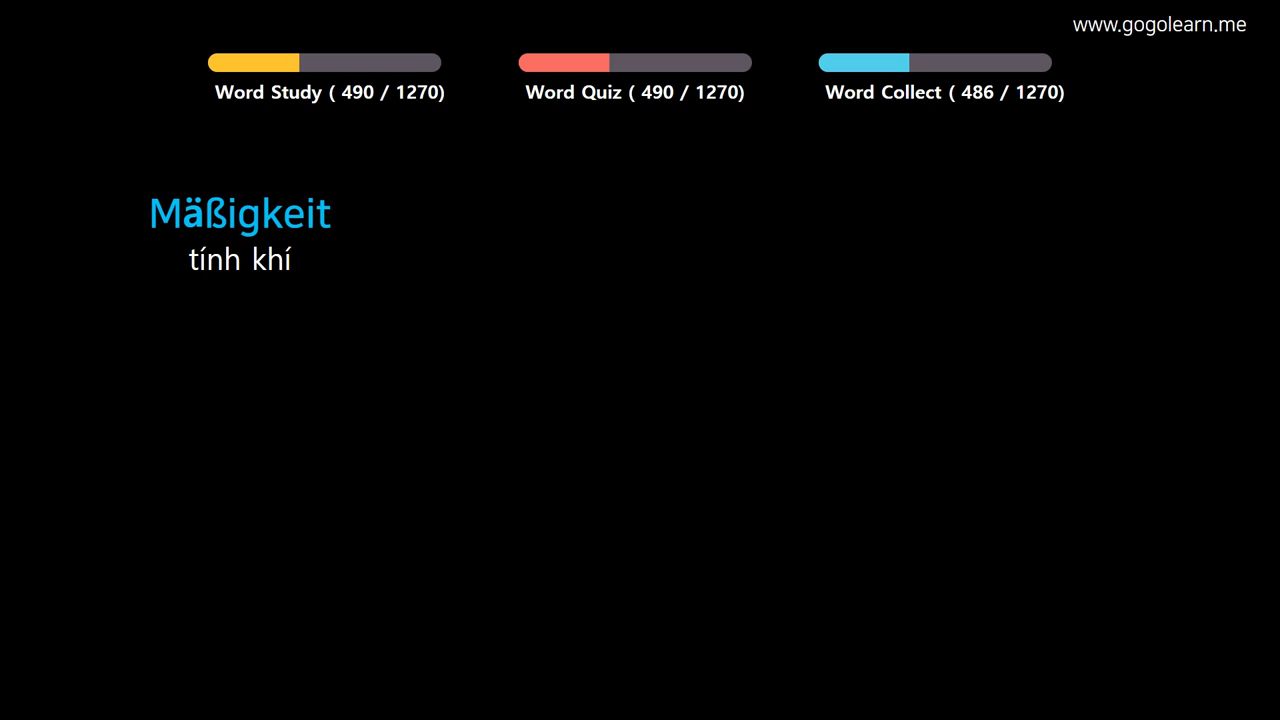 www.gogolearn.me
Word Study ( 490 / 1270)
Word Quiz ( 490 / 1270)
Word Collect ( 486 / 1270)
Mäßigkeit
tính khí